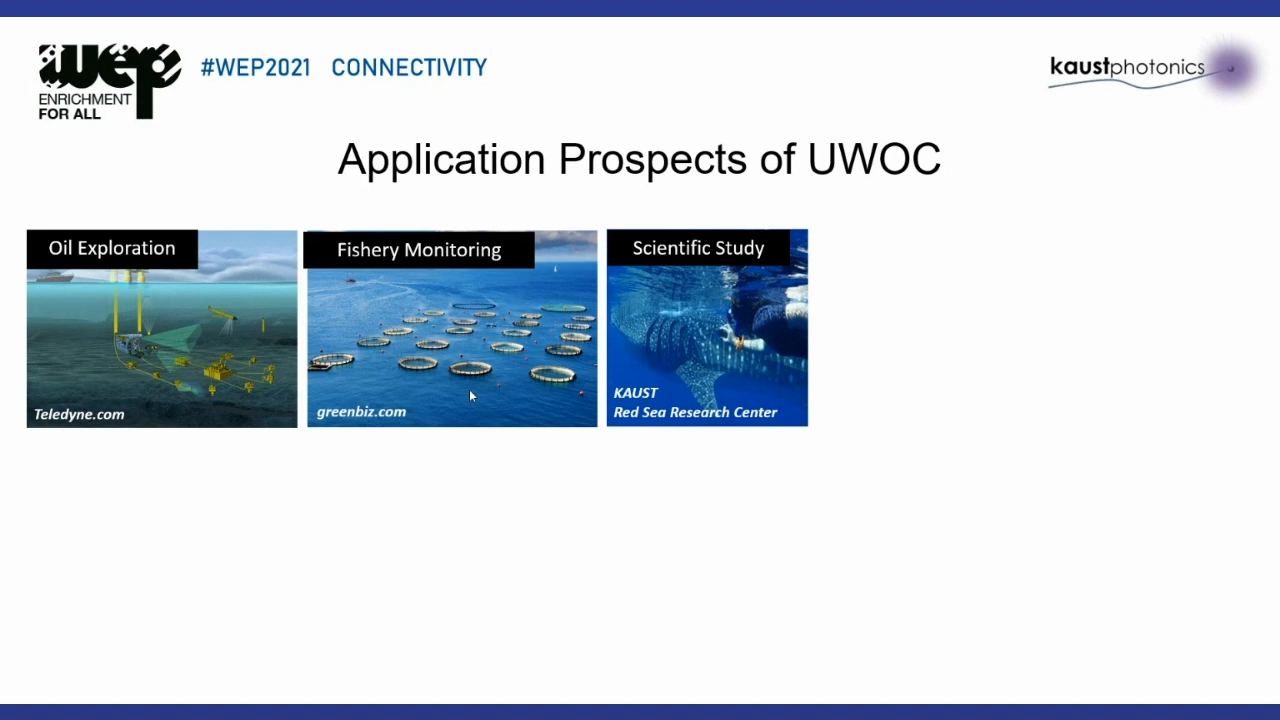 wep
ENRICHMENT
FOR ALL
#WEP2021 CONNECTIVITY
kaustphotonics
Application Prospects of UWOC
Oil Exploration
Teledyne.com
Fishery Monitoring
greenbiz.com
Scientific Study
KAUST
Red Sea Research Center